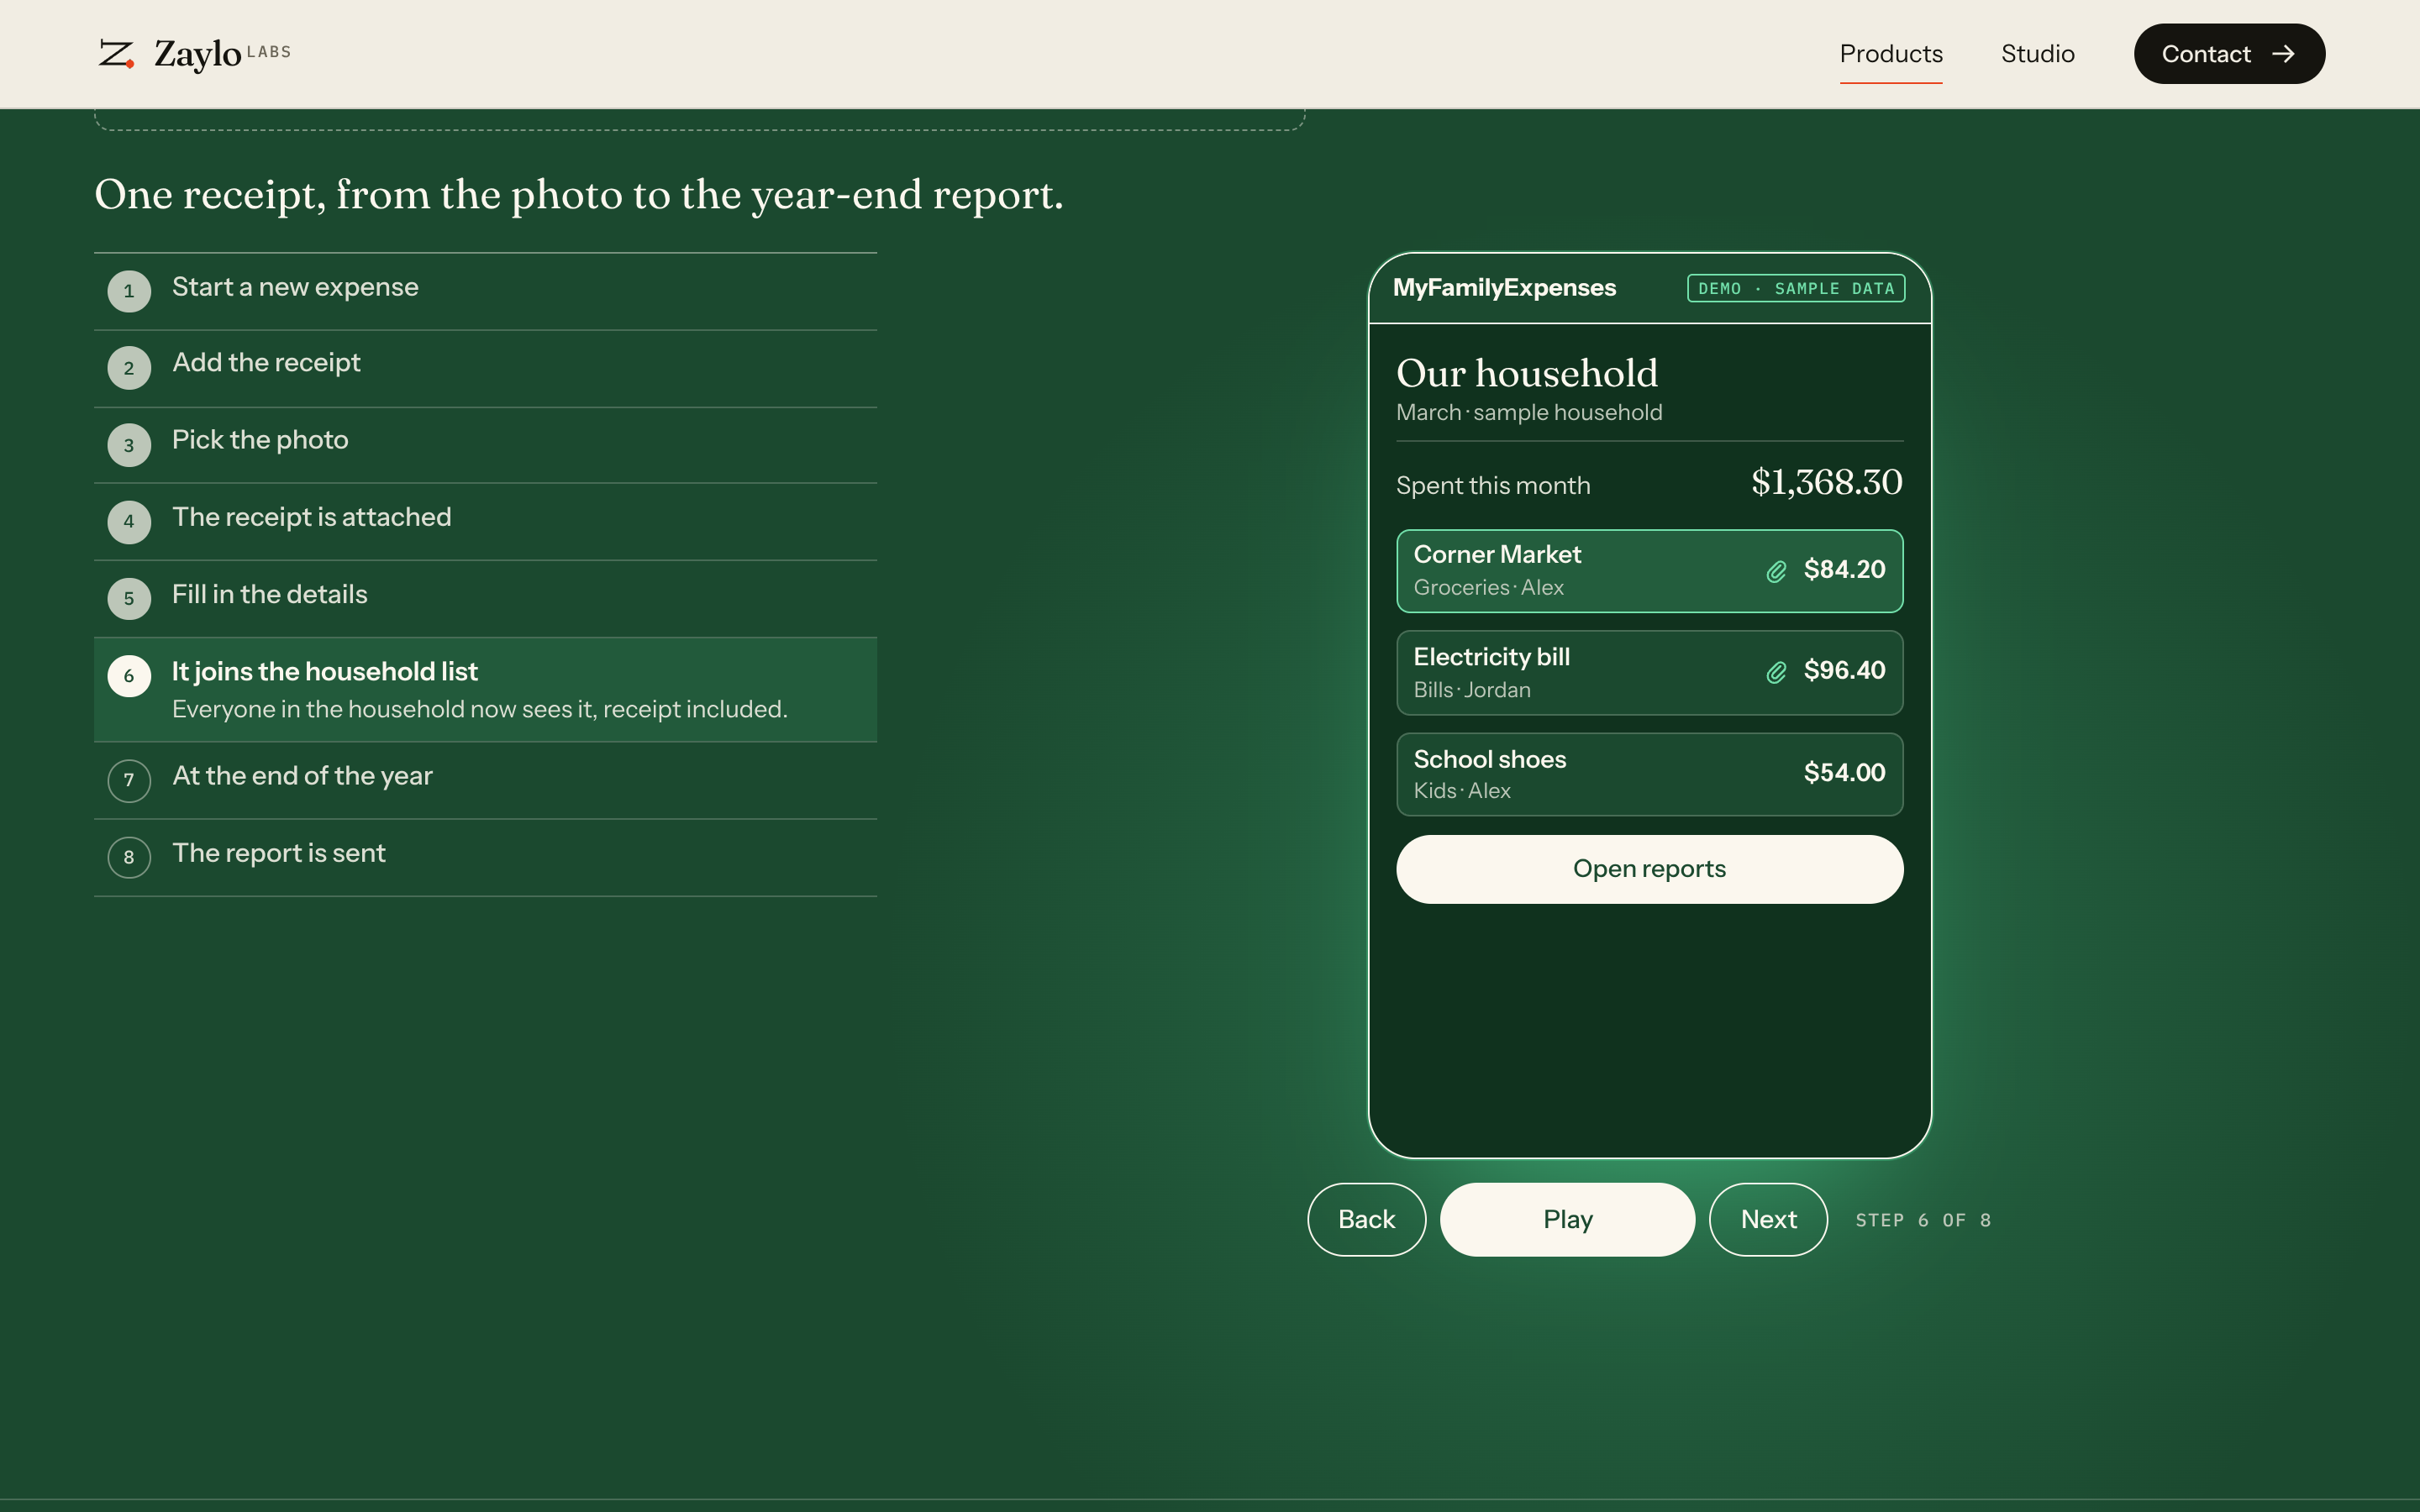 Zaylo LABS
Products
Studio
Contact →
One receipt, from the photo to the year-end report.
1 Start a new expense
2 Add the receipt
3 Pick the photo
4 The receipt is attached
5 Fill in the details
6 It joins the household list
Everyone in the household now sees it, receipt included.
7 At the end of the year
8 The report is sent
MyFamilyExpenses
DEMO · SAMPLE DATA
Our household
March · sample household
Spent this month $1,368.30
Corner Market
Groceries · Alex
$84.20
Electricity bill
Bills · Jordan
$96.40
School shoes
Kids · Alex
$54.00
Open reports
Back
Play
Next
STEP 6 OF 8